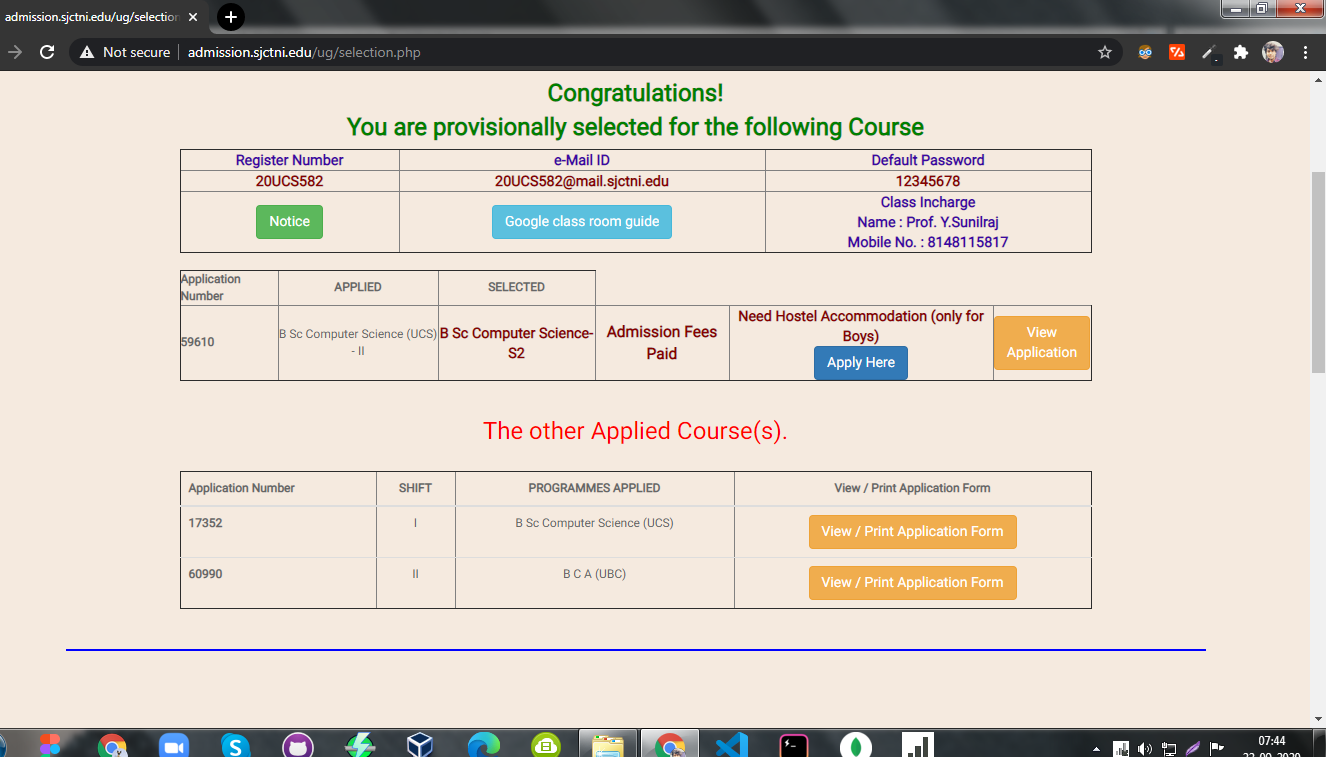 admission.sjctni.edu/ug/selection
Not secure admission.sjctni.edu/ug/selection.php
Congratulations!
You are provisionally selected for the following Course
Register Number e-Mail ID Default Password
20UCS582 20UCS582@mail.sjctni.edu 12345678
Notice Google class room guide
Class Incharge
Name : Prof. Y.Sunilraj
Mobile No. : 8148115817
Application
Number
APPLIED SELECTED
59610
B Sc Computer Science (UCS)
- II
B Sc Computer Science-
S2
Admission Fees
Paid
Need Hostel Accommodation (only for
Boys)
Apply Here
View
Application
The other Applied Course(s).
Application Number SHIFT PROGRAMMES APPLIED View / Print Application Form
17352 I B Sc Computer Science (UCS) View / Print Application Form
60990 II B C A (UBC) View / Print Application Form
07:44